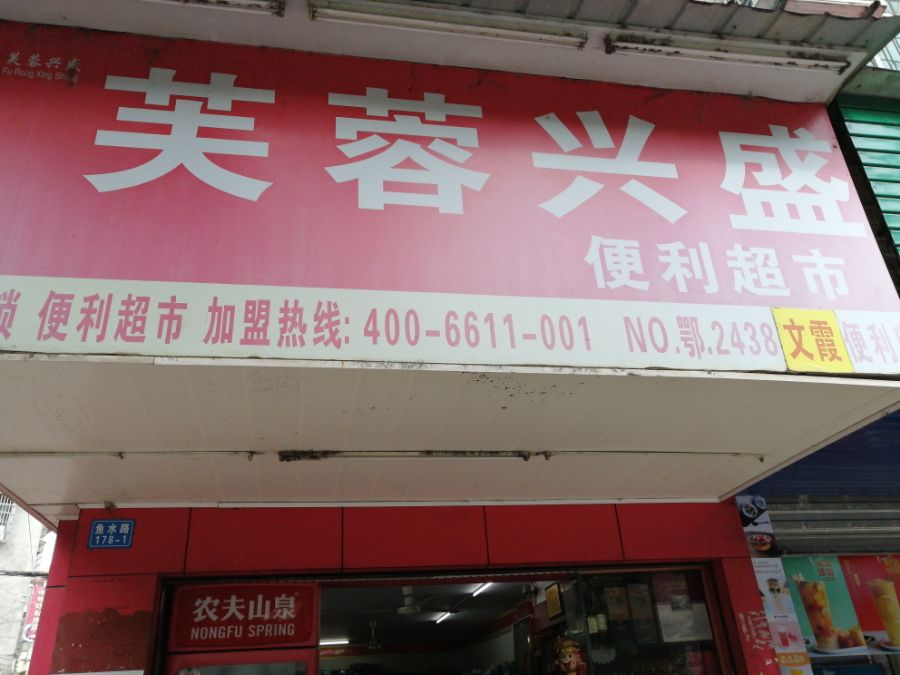 芙蓉兴盛
Fu Rong Xing Sheng
芙蓉兴盛
便利超市
锁 便利超市 加盟热线: 400-6611-001 NO.鄂.2438 文霞 便利
鱼水路
178-1
农夫山泉
NONGFU SPRING